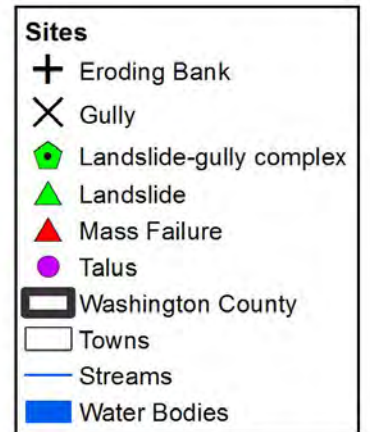 Sites
Eroding Bank
Gully
Landslide-gully complex
Landslide
Mass Failure
Talus
Washington County
Towns
Streams
Water Bodies